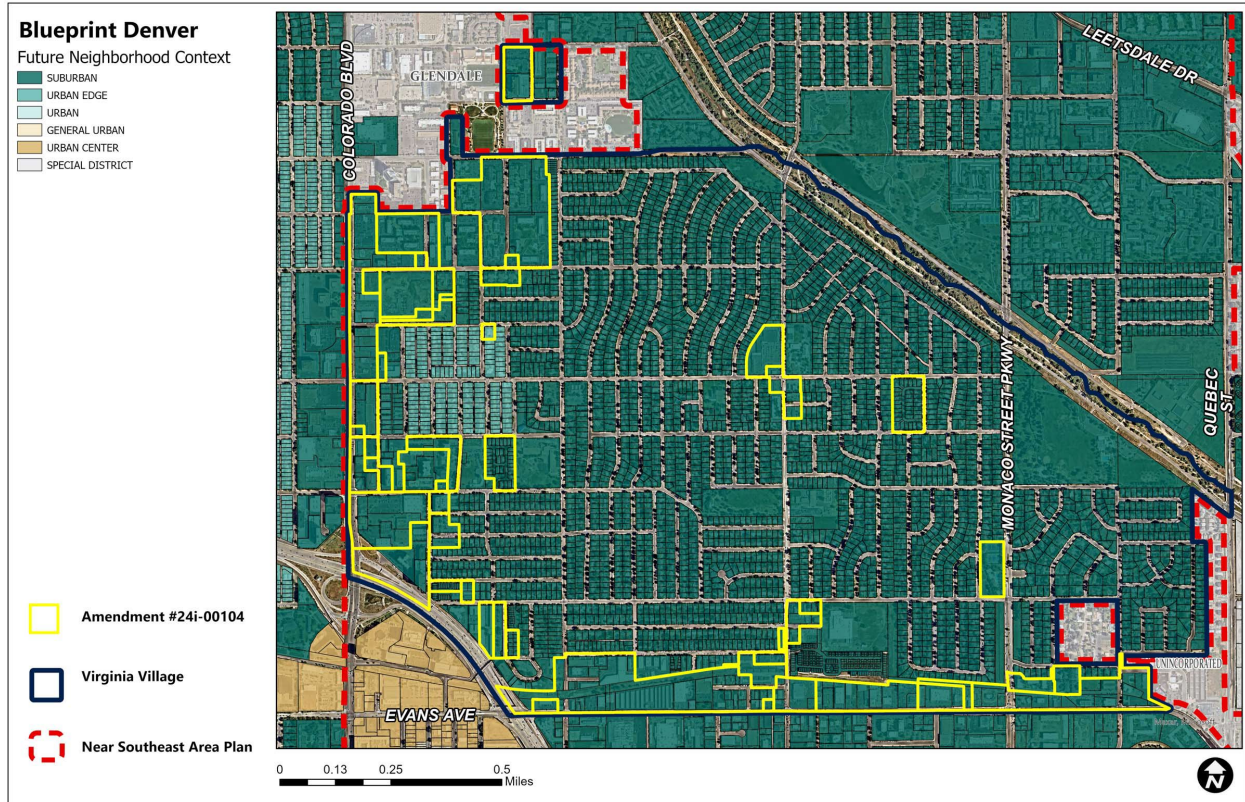 Blueprint Denver
Future Neighborhood Context
SUBURBAN
URBAN EDGE
URBAN
GENERAL URBAN
URBAN CENTER
SPECIAL DISTRICT
Amendment #24i-00104
Virginia Village
Near Southeast Area Plan
COLORADO BLVD
GLENDALE
LEETSDALE DR
MONACO STREET PKWY
QUEBEC
ST
UNINCORPORATED
EVANS AVE
0 0.13 0.25 0.5
Miles
N